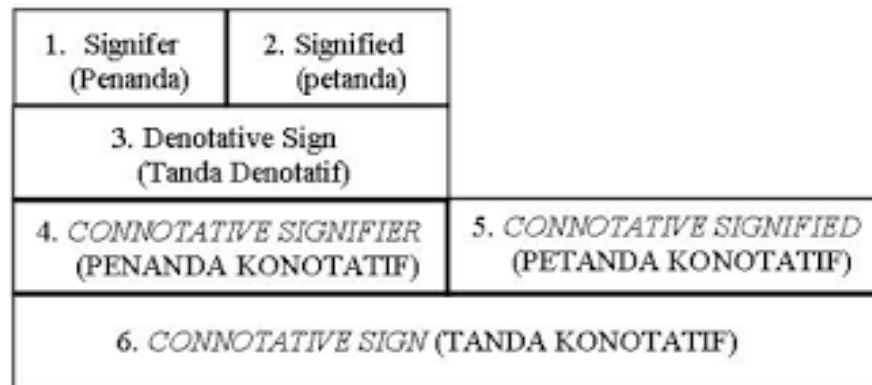 1. Signifer
(Penanda)
2. Signified
(petanda)
3. Denotative Sign
(Tanda Denotatif)
4. CONNOTATIVE SIGNIFIER
(PENANDA KONOTATIF)
5. CONNOTATIVE SIGNIFIED
(PETANDA KONOTATIF)
6. CONNOTATIVE SIGN (TANDA KONOTATIF)